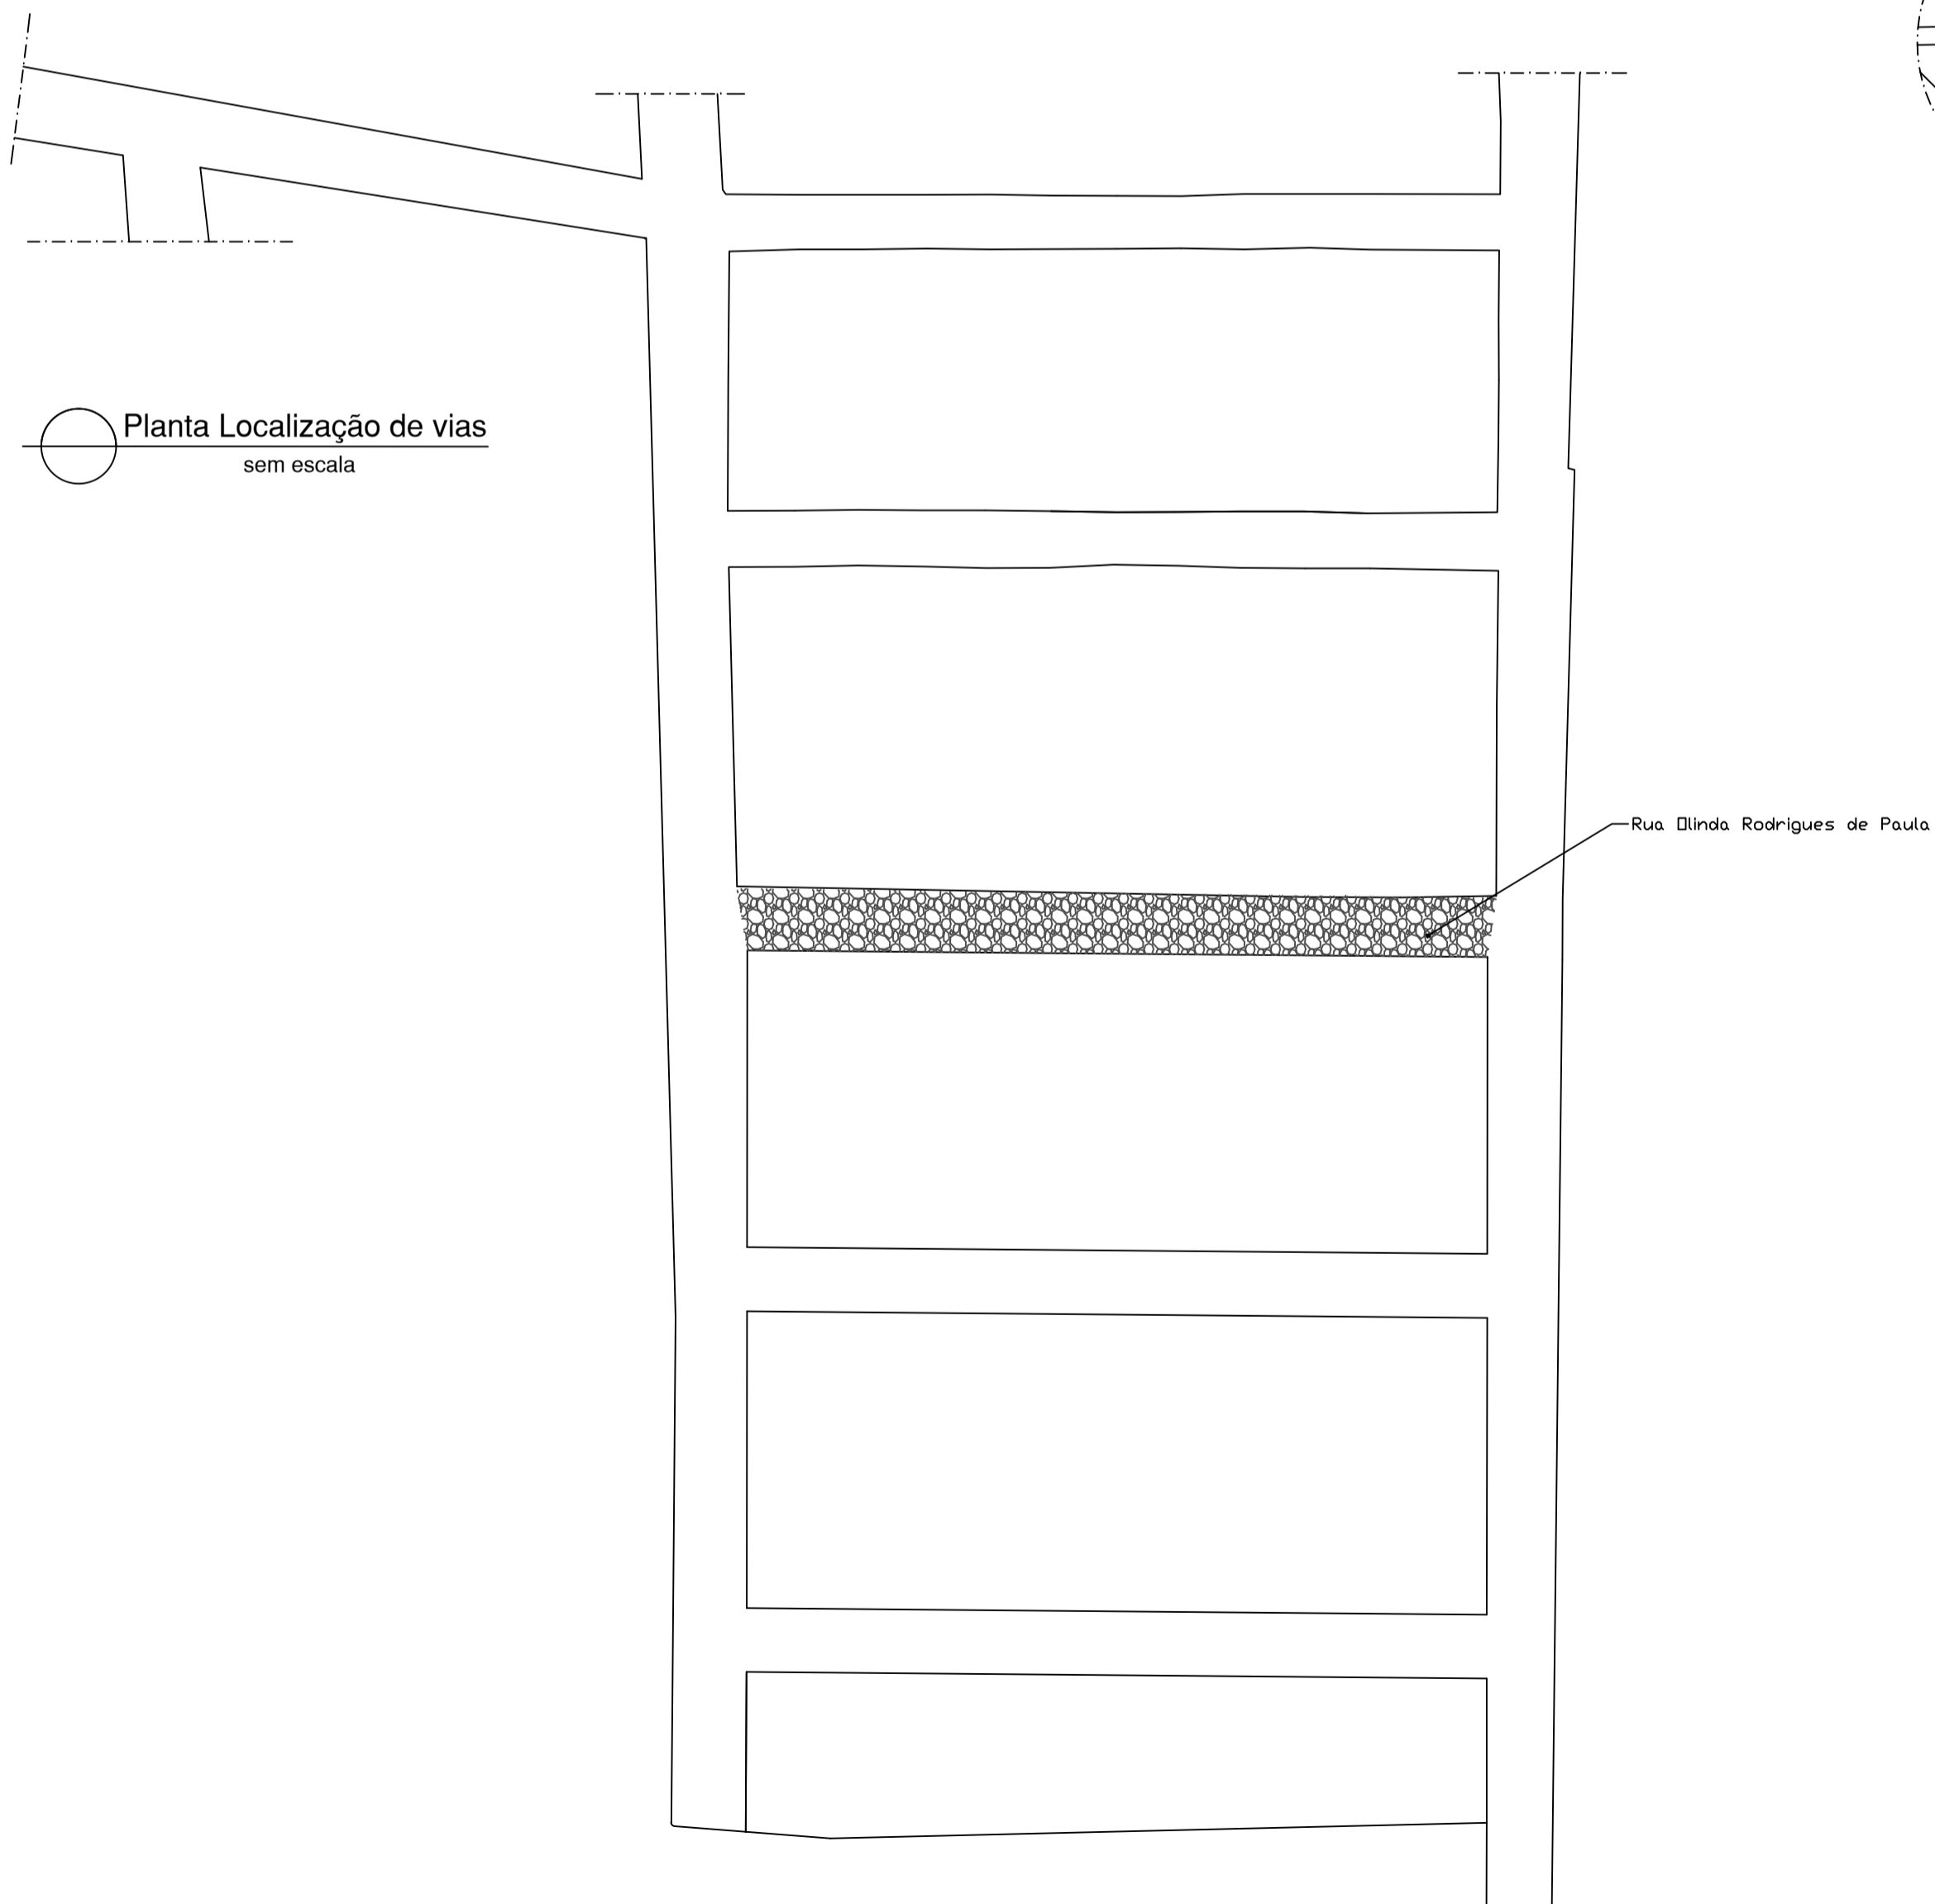 Planta Localização de vias
sem escala
Rua Olinda Rodrigues de Paula